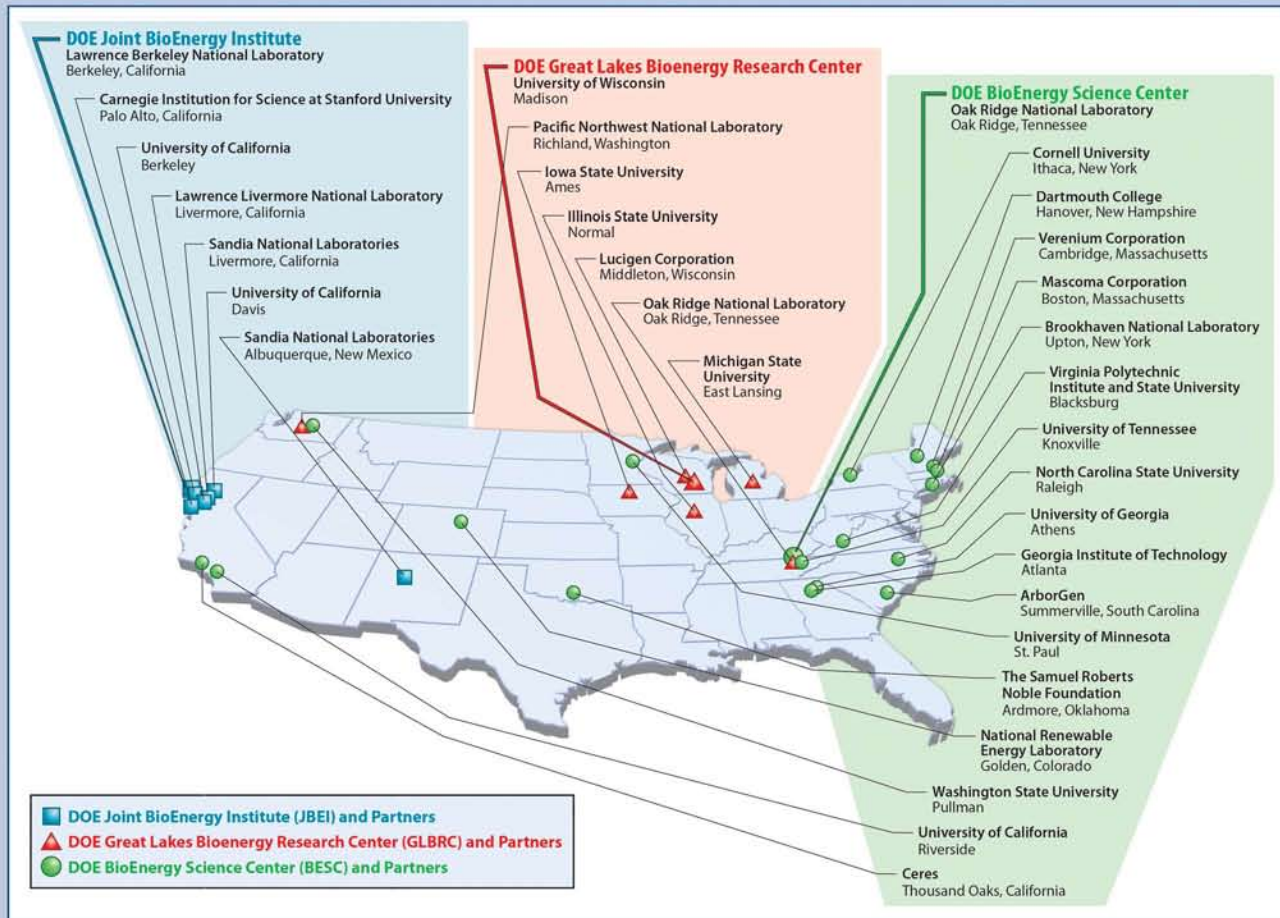 DOE Joint BioEnergy Institute
Lawrence Berkeley National Laboratory
Berkeley, California
Carnegie Institution for Science at Stanford University
Palo Alto, California
University of California
Berkeley
Lawrence Livermore National Laboratory
Livermore, California
Sandia National Laboratories
Livermore, California
University of California
Davis
Sandia National Laboratories
Albuquerque, New Mexico
DOE Great Lakes Bioenergy Research Center
University of Wisconsin
Madison
Pacific Northwest National Laboratory
Richland, Washington
Iowa State University
Ames
Illinois State University
Normal
Lucigen Corporation
Middleton, Wisconsin
Oak Ridge National Laboratory
Oak Ridge, Tennessee
Michigan State
University
East Lansing
DOE BioEnergy Science Center
Oak Ridge National Laboratory
Oak Ridge, Tennessee
Cornell University
Ithaca, New York
Dartmouth College
Hanover, New Hampshire
Verenium Corporation
Cambridge, Massachusetts
Mascoma Corporation
Boston, Massachusetts
Brookhaven National Laboratory
Upton, New York
Virginia Polytechnic
Institute and State University
Blacksburg
University of Tennessee
Knoxville
North Carolina State University
Raleigh
University of Georgia
Athens
Georgia Institute of Technology
Atlanta
ArborGen
Summerville, South Carolina
University of Minnesota
St. Paul
The Samuel Roberts
Noble Foundation
Ardmore, Oklahoma
National Renewable
Energy Laboratory
Golden, Colorado
Washington State University
Pullman
University of California
Riverside
Ceres
Thousand Oaks, California
DOE Joint BioEnergy Institute (JBEI) and Partners
DOE Great Lakes Bioenergy Research Center (GLBRC) and Partners
DOE BioEnergy Science Center (BESC) and Partners